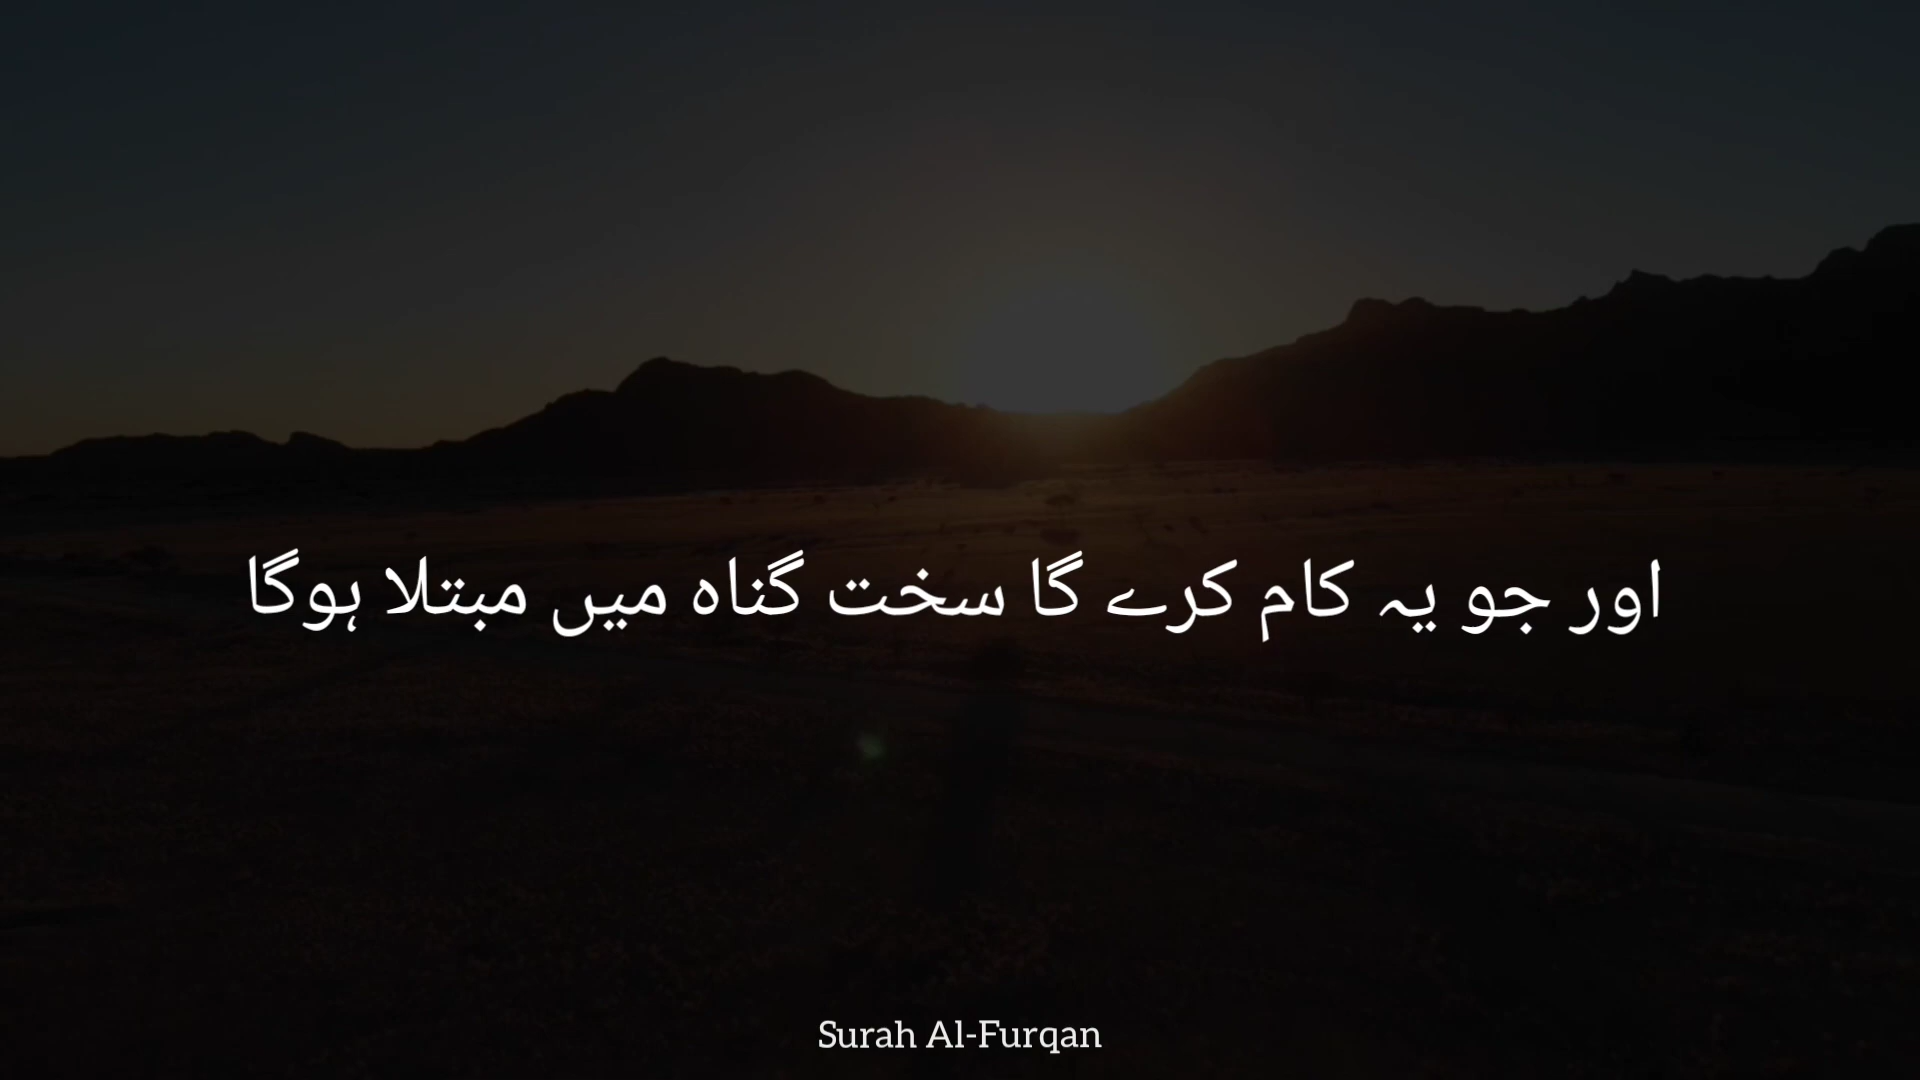 اور جو یہ کام کرے گا سخت گناہ میں مبتلا ہوگا
Surah Al-Furqan